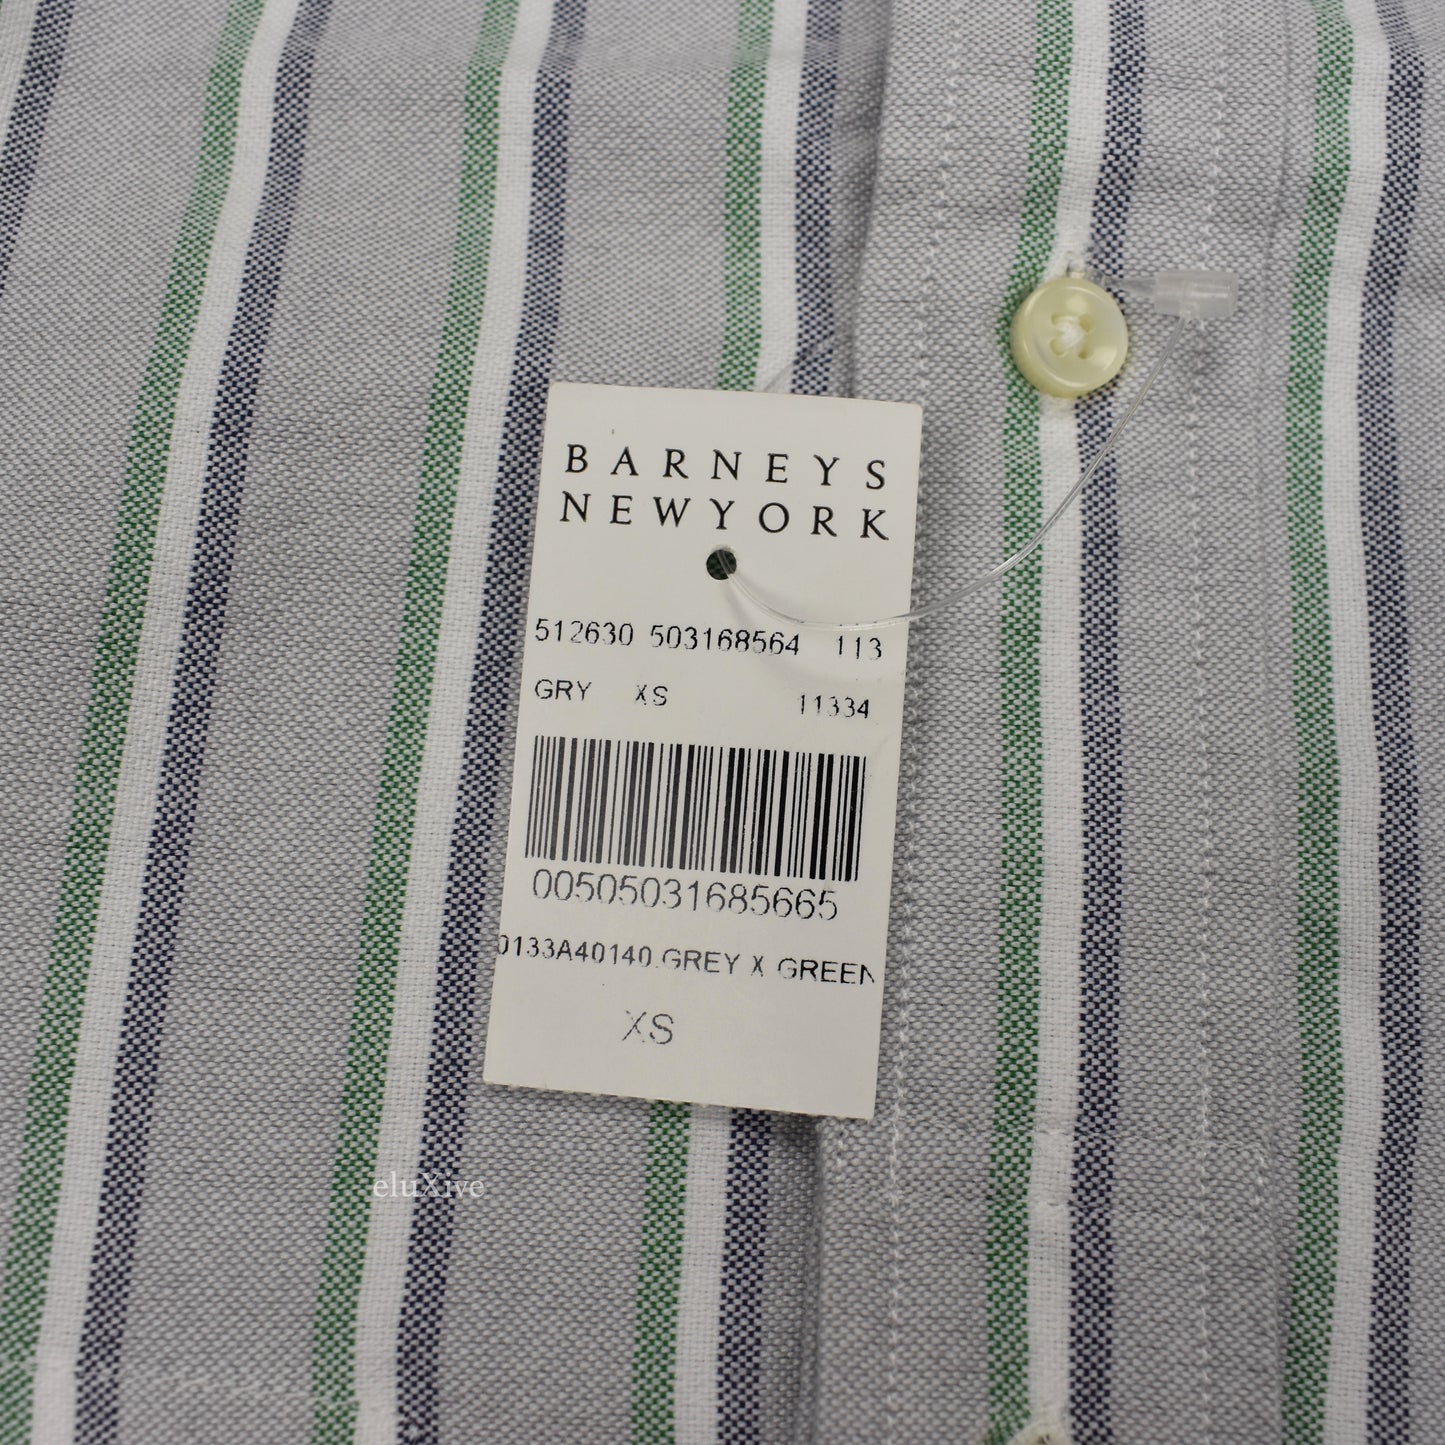 BARNEYS
NEWYORK
512630 503168564 113
GRY XS 11334
00505031685665
0133A40140.GREY X GREEN
XS
eluXive